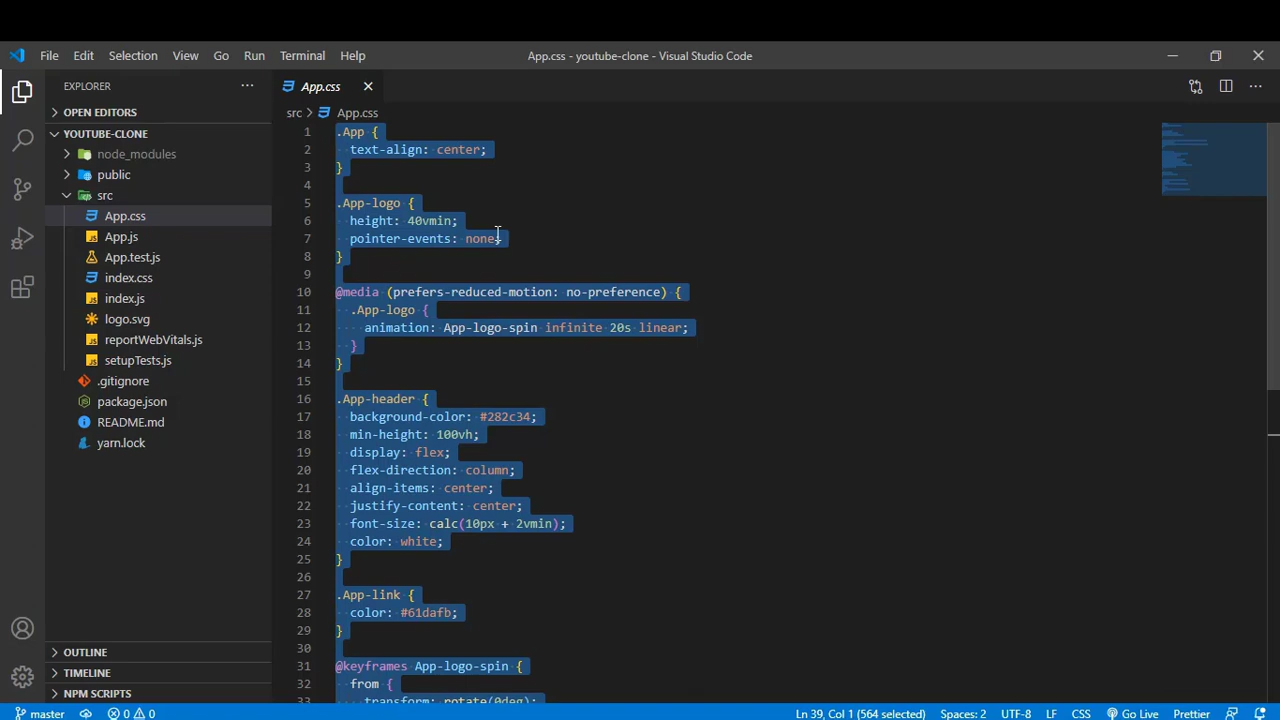 File Edit Selection View Go Run Terminal Help
App.css - youtube-clone - Visual Studio Code
EXPLORER
OPEN EDITORS
YOUTUBE-CLONE
node_modules
public
src
App.css
App.js
App.test.js
index.css
index.js
logo.svg
reportWebVitals.js
setupTests.js
.gitignore
package.json
README.md
yarn.lock
OUTLINE
TIMELINE
NPM SCRIPTS
App.css
src > App.css
1 .App {
2 text-align: center;
3 }
4
5 .App-logo {
6 height: 40vmin;
7 pointer-events: none;
8 }
9
10 @media (prefers-reduced-motion: no-preference) {
11 .App-logo {
12 animation: App-logo-spin infinite 20s linear;
13 }
14 }
15
16 .App-header {
17 background-color: #282c34;
18 min-height: 100vh;
19 display: flex;
20 flex-direction: column;
21 align-items: center;
22 justify-content: center;
23 font-size: calc(10px + 2vmin);
24 color: white;
25 }
26
27 .App-link {
28 color: #61dafb;
29 }
30
31 @keyframes App-logo-spin {
32 from {
33 transform: rotate(0deg);
master 0 0 Ln 39, Col 1 (564 selected) Spaces: 2 UTF-8 LF CSS Go Live Prettier